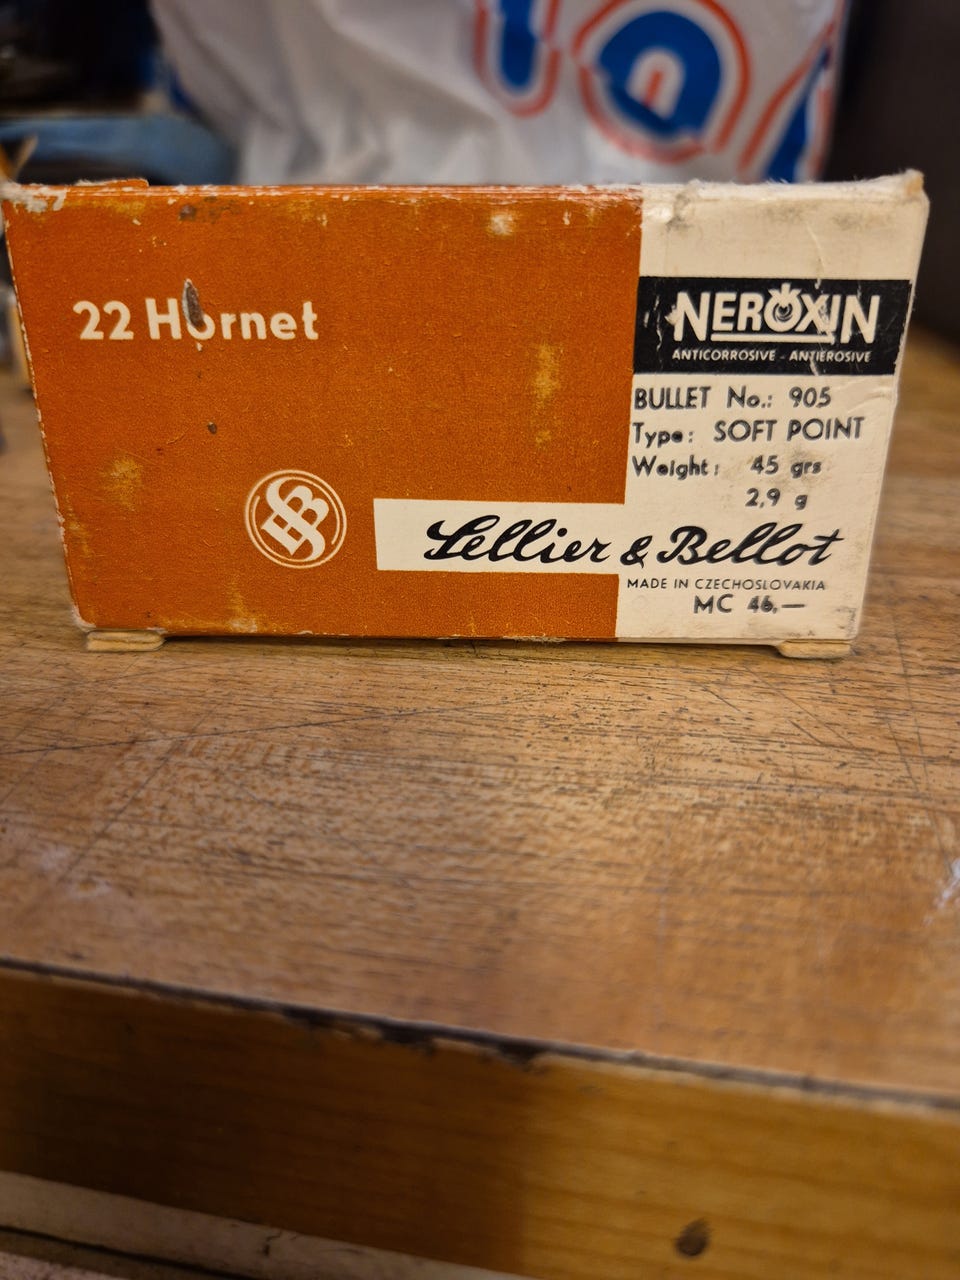 22 Hornet
NEROXIN
ANTICORROSIVE - ANTIEROSIVE
BULLET No.: 905
Type: SOFT POINT
Weight: 45 grs
2,9 g
SB
Sellier & Bellot
MADE IN CZECHOSLOVAKIA
MC 46,—